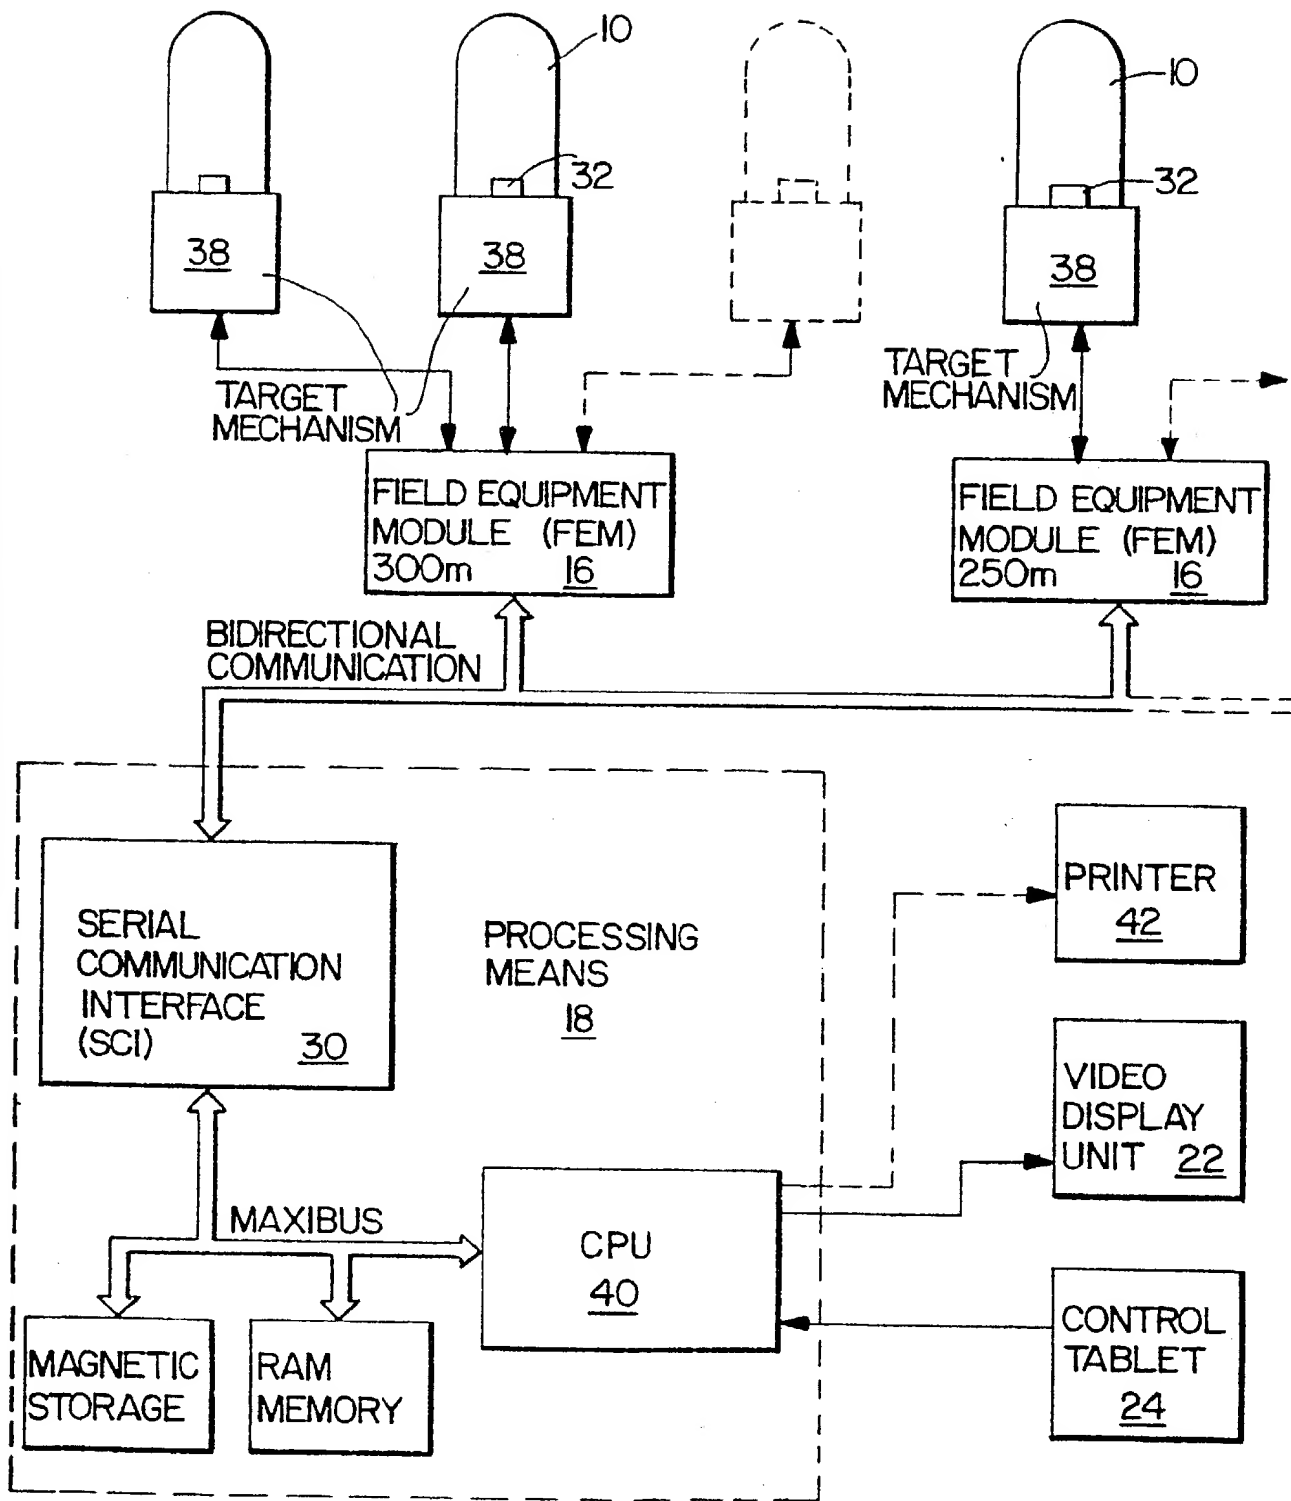 10
10
32
32
38
38
38
TARGET
MECHANISM
TARGET
MECHANISM
FIELD EQUIPMENT
MODULE (FEM)
300m 16
FIELD EQUIPMENT
MODULE (FEM)
250m 16
BIDIRECTIONAL
COMMUNICATION
SERIAL
COMMUNICATION
INTERFACE
(SCI) 30
PROCESSING
MEANS
18
PRINTER
42
VIDEO
DISPLAY
UNIT 22
MAXIBUS
CPU
40
CONTROL
TABLET
24
MAGNETIC
STORAGE
RAM
MEMORY